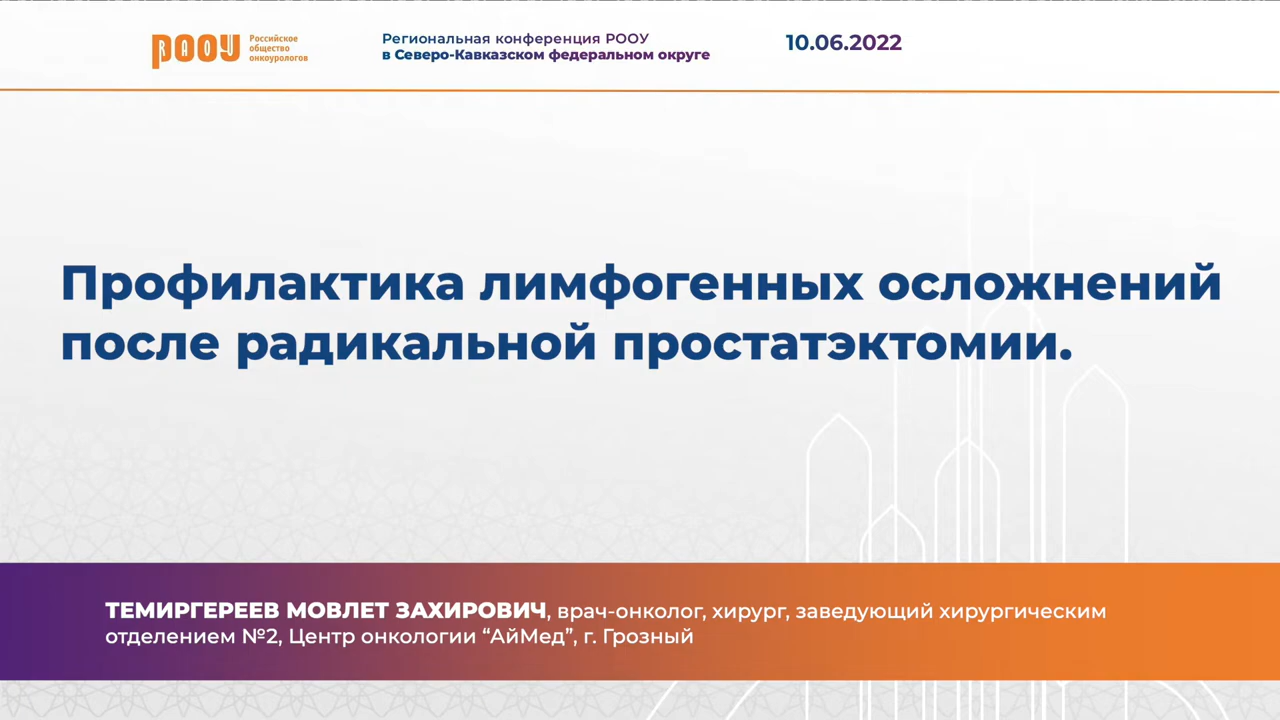 РООУ
RAOU
Российское
общество
онкоурологов
Региональная конференция РООУ
в Северо-Кавказском федеральном округе
10.06.2022
Профилактика лимфогенных осложнений
после радикальной простатэктомии.
ТЕМИРГЕРЕЕВ МОВЛЕТ ЗАХИРОВИЧ, врач-онколог, хирург, заведующий хирургическим
отделением №2, Центр онкологии “АйМед”, г. Грозный